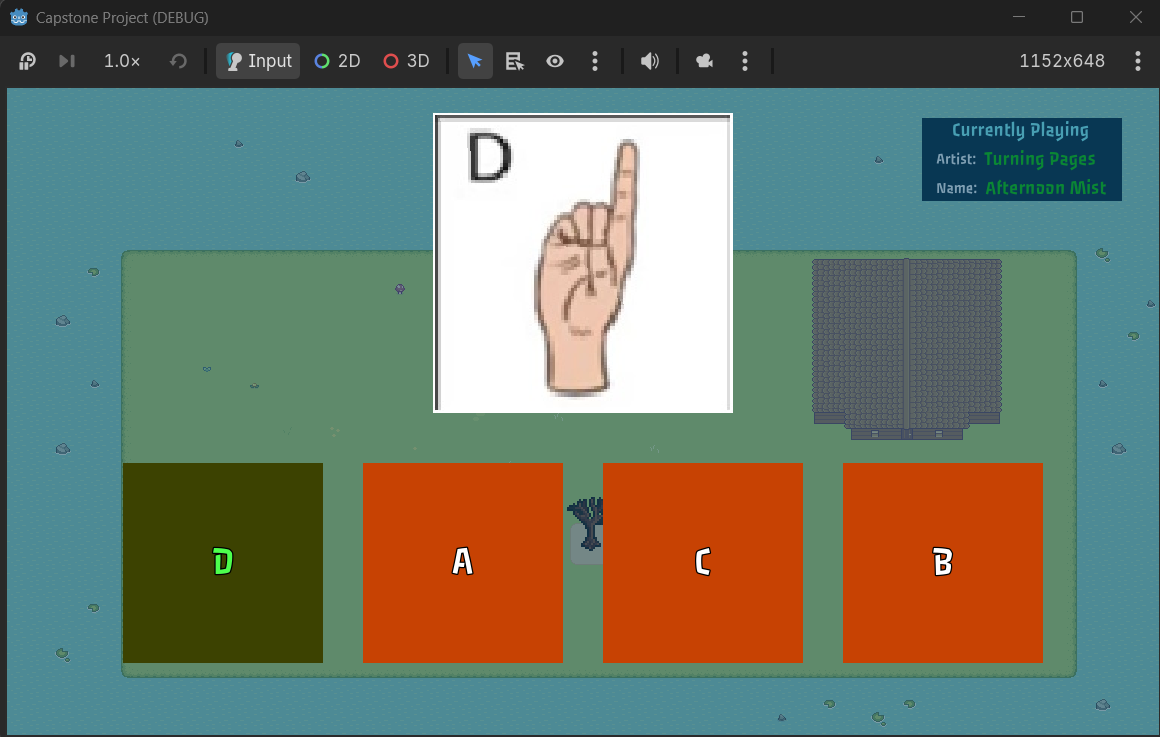 Capstone Project (DEBUG)
1.0×
Input
2D
3D
1152x648
D
Currently Playing
Artist: Turning Pages
Name: Afternoon Mist
D
A
C
B